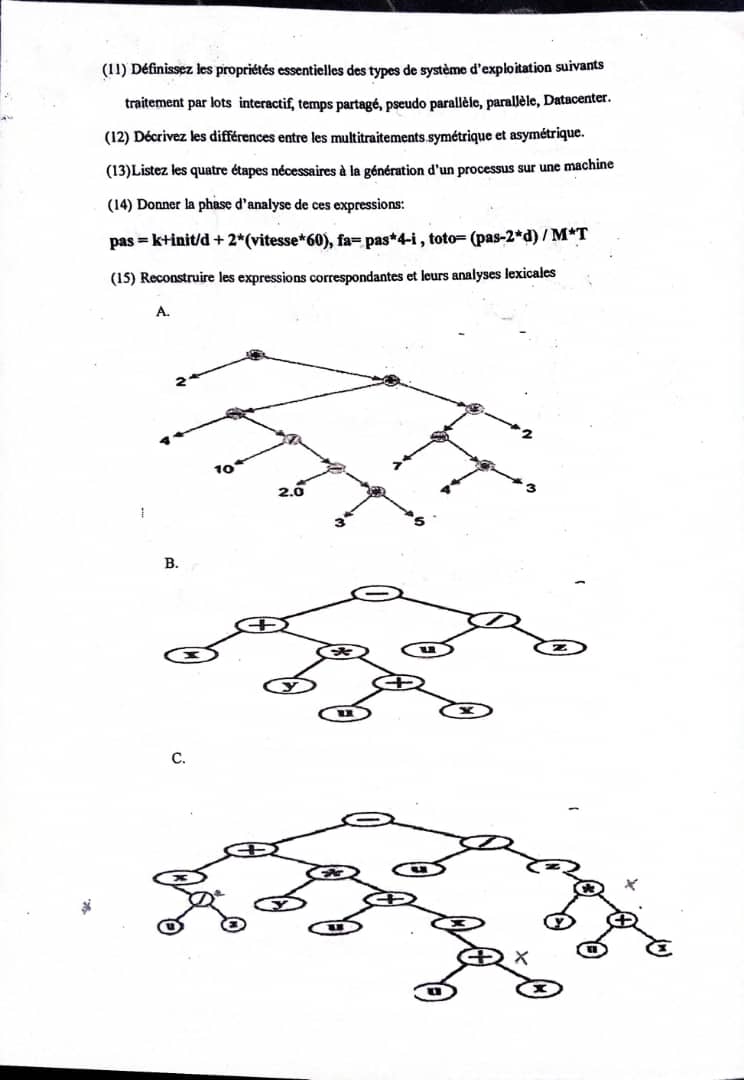 (11) Définissez les propriétés essentielles des types de système d'exploitation suivants
traitement par lots interactif, temps partagé, pseudo parallèle, parallèle, Datacenter.
(12) Décrivez les différences entre les multitraitements symétrique et asymétrique.
(13)Listez les quatre étapes nécessaires à la génération d'un processus sur une machine
(14) Donner la phase d'analyse de ces expressions:
pas = k+init/d + 2*(vitesse*60), fa= pas*4-i , toto= (pas-2*d) / M*T
(15) Reconstruire les expressions correspondantes et leurs analyses lexicales
A.
2
4
2
10
/
7
2.0
4
3
3
5
B.
−
+ /
x * u z
y +
u x
C.
−
+ /
x * u z
/ y + * x
u z u x y +
+ x u x
u x